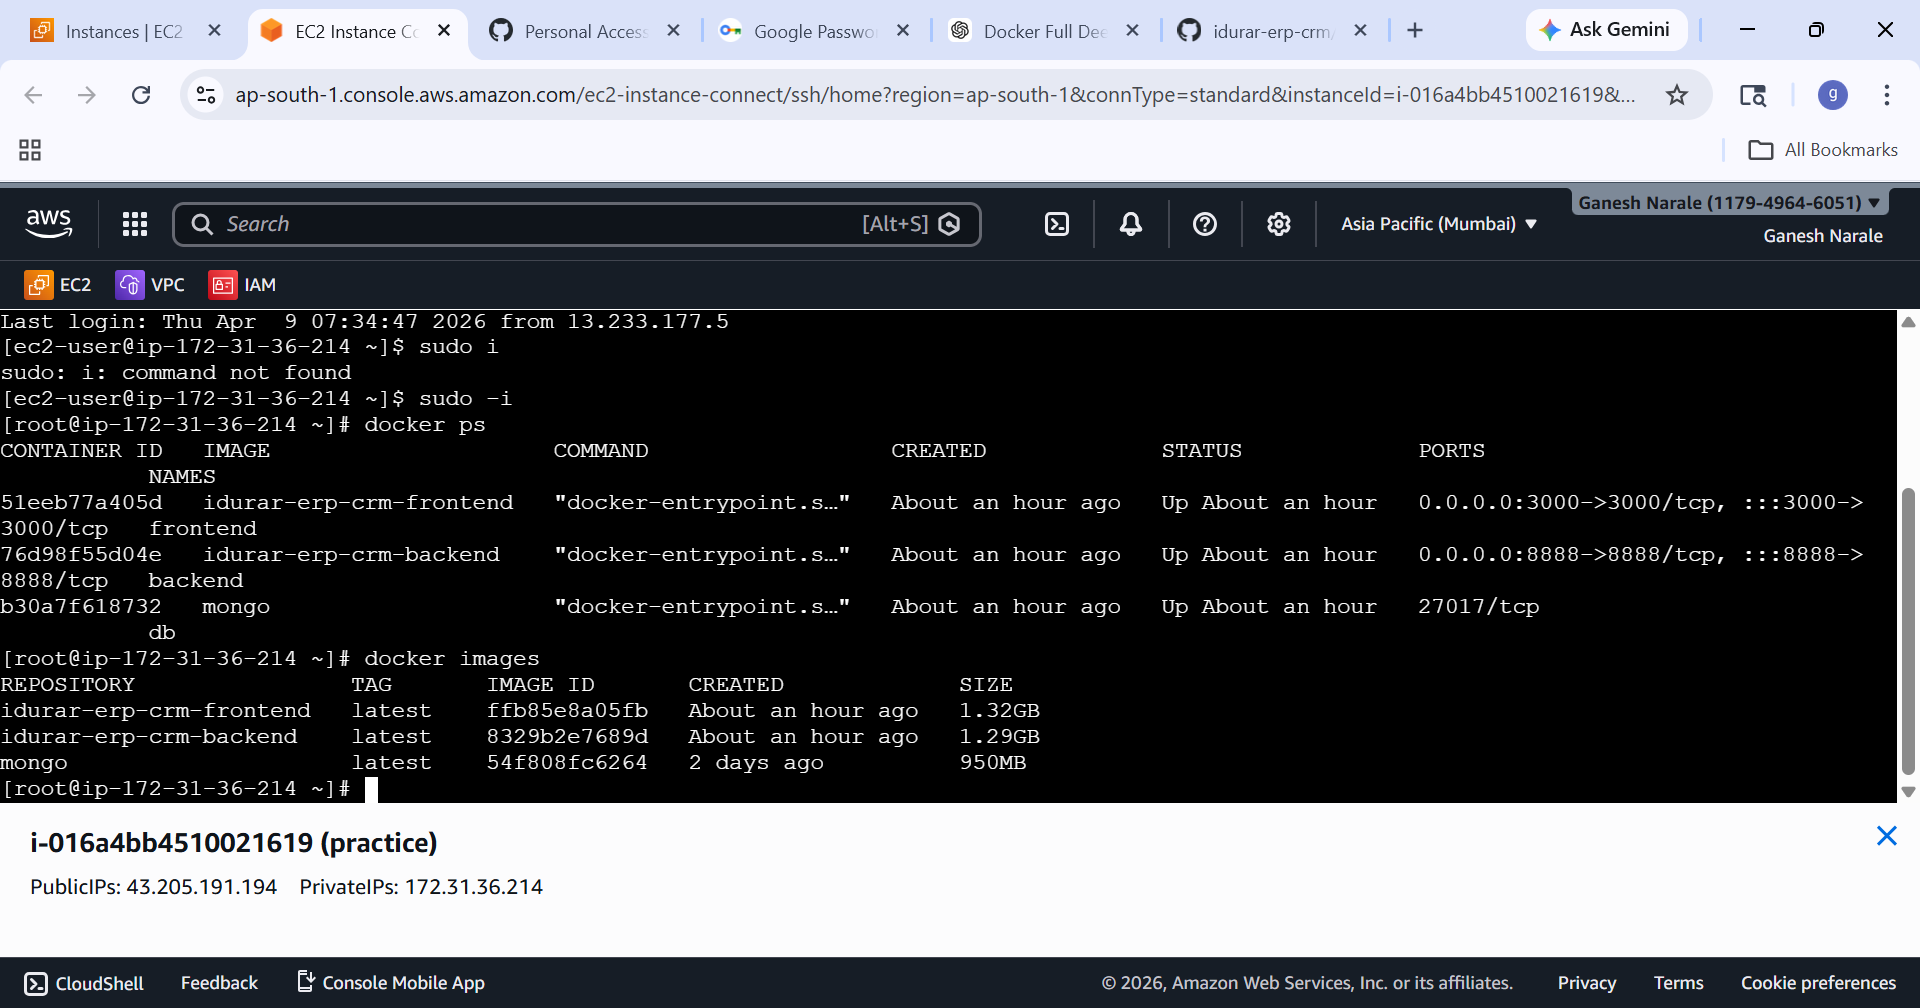 Instances | EC2
EC2 Instance Co
Personal Access
Google Passwo
Docker Full Dee
idurar-erp-crm/
Ask Gemini
ap-south-1.console.aws.amazon.com/ec2-instance-connect/ssh/home?region=ap-south-1&connType=standard&instanceId=i-016a4bb4510021619&...
g
All Bookmarks
aws
Search
[Alt+S]
Asia Pacific (Mumbai)
Ganesh Narale (1179-4964-6051)
Ganesh Narale
EC2
VPC
IAM
Last login: Thu Apr  9 07:34:47 2026 from 13.233.177.5
[ec2-user@ip-172-31-36-214 ~]$ sudo i
sudo: i: command not found
[ec2-user@ip-172-31-36-214 ~]$ sudo -i
[root@ip-172-31-36-214 ~]# docker ps
CONTAINER ID   IMAGE                     COMMAND                  CREATED             STATUS             PORTS
           NAMES
51eeb77a405d   idurar-erp-crm-frontend   "docker-entrypoint.s…"   About an hour ago   Up About an hour   0.0.0.0:3000->3000/tcp, :::3000->
3000/tcp   frontend
76d98f55d04e   idurar-erp-crm-backend    "docker-entrypoint.s…"   About an hour ago   Up About an hour   0.0.0.0:8888->8888/tcp, :::8888->
8888/tcp   backend
b30a7f618732   mongo                     "docker-entrypoint.s…"   About an hour ago   Up About an hour   27017/tcp
           db
[root@ip-172-31-36-214 ~]# docker images
REPOSITORY                TAG       IMAGE ID       CREATED             SIZE
idurar-erp-crm-frontend   latest    ffb85e8a05fb   About an hour ago   1.32GB
idurar-erp-crm-backend    latest    8329b2e7689d   About an hour ago   1.29GB
mongo                     latest    54f808fc6264   2 days ago          950MB
[root@ip-172-31-36-214 ~]#
i-016a4bb4510021619 (practice)
PublicIPs: 43.205.191.194 PrivateIPs: 172.31.36.214
CloudShell
Feedback
Console Mobile App
© 2026, Amazon Web Services, Inc. or its affiliates.
Privacy
Terms
Cookie preferences